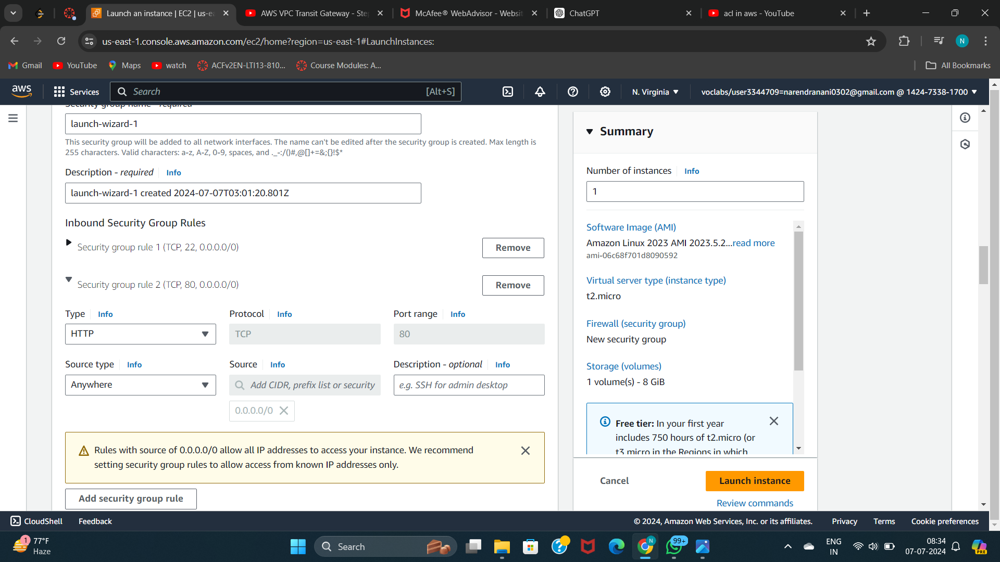 Launch an instance | EC2 | us-ea
AWS VPC Transit Gateway - Step
McAfee® WebAdvisor - Websit
ChatGPT
acl in aws - YouTube
us-east-1.console.aws.amazon.com/ec2/home?region=us-east-1#LaunchInstances:
N
Gmail
YouTube
Maps
watch
ACFv2EN-LTI13-810...
Course Modules: A...
All Bookmarks
aws
Services
Search
[Alt+S]
N. Virginia
voclabs/user3344709=narendranani0302@gmail.com @ 1424-7338-1700
Security group name - required
launch-wizard-1
This security group will be added to all network interfaces. The name can't be edited after the security group is created. Max length is
255 characters. Valid characters: a-z, A-Z, 0-9, spaces, and ._-:/()#,@[]+=&;{}!$*
Description - required
Info
launch-wizard-1 created 2024-07-07T03:01:20.801Z
Inbound Security Group Rules
Security group rule 1 (TCP, 22, 0.0.0.0/0)
Remove
Security group rule 2 (TCP, 80, 0.0.0.0/0)
Remove
Type
Info
Protocol
Info
Port range
Info
HTTP
TCP
80
Source type
Info
Source
Info
Description - optional
Info
Anywhere
Add CIDR, prefix list or security
e.g. SSH for admin desktop
0.0.0.0/0
Rules with source of 0.0.0.0/0 allow all IP addresses to access your instance. We recommend
setting security group rules to allow access from known IP addresses only.
Add security group rule
Summary
Number of instances
Info
1
Software Image (AMI)
Amazon Linux 2023 AMI 2023.5.2...read more
ami-06c68f701d8090592
Virtual server type (instance type)
t2.micro
Firewall (security group)
New security group
Storage (volumes)
1 volume(s) - 8 GiB
Free tier: In your first year
includes 750 hours of t2.micro (or
t3.micro in the Regions in which
Cancel
Launch instance
Review commands
CloudShell
Feedback
© 2024, Amazon Web Services, Inc. or its affiliates.
Privacy
Terms
Cookie preferences
1
77°F
Haze
Search
N
99+
ENG
IN
08:34
07-07-2024
PRE